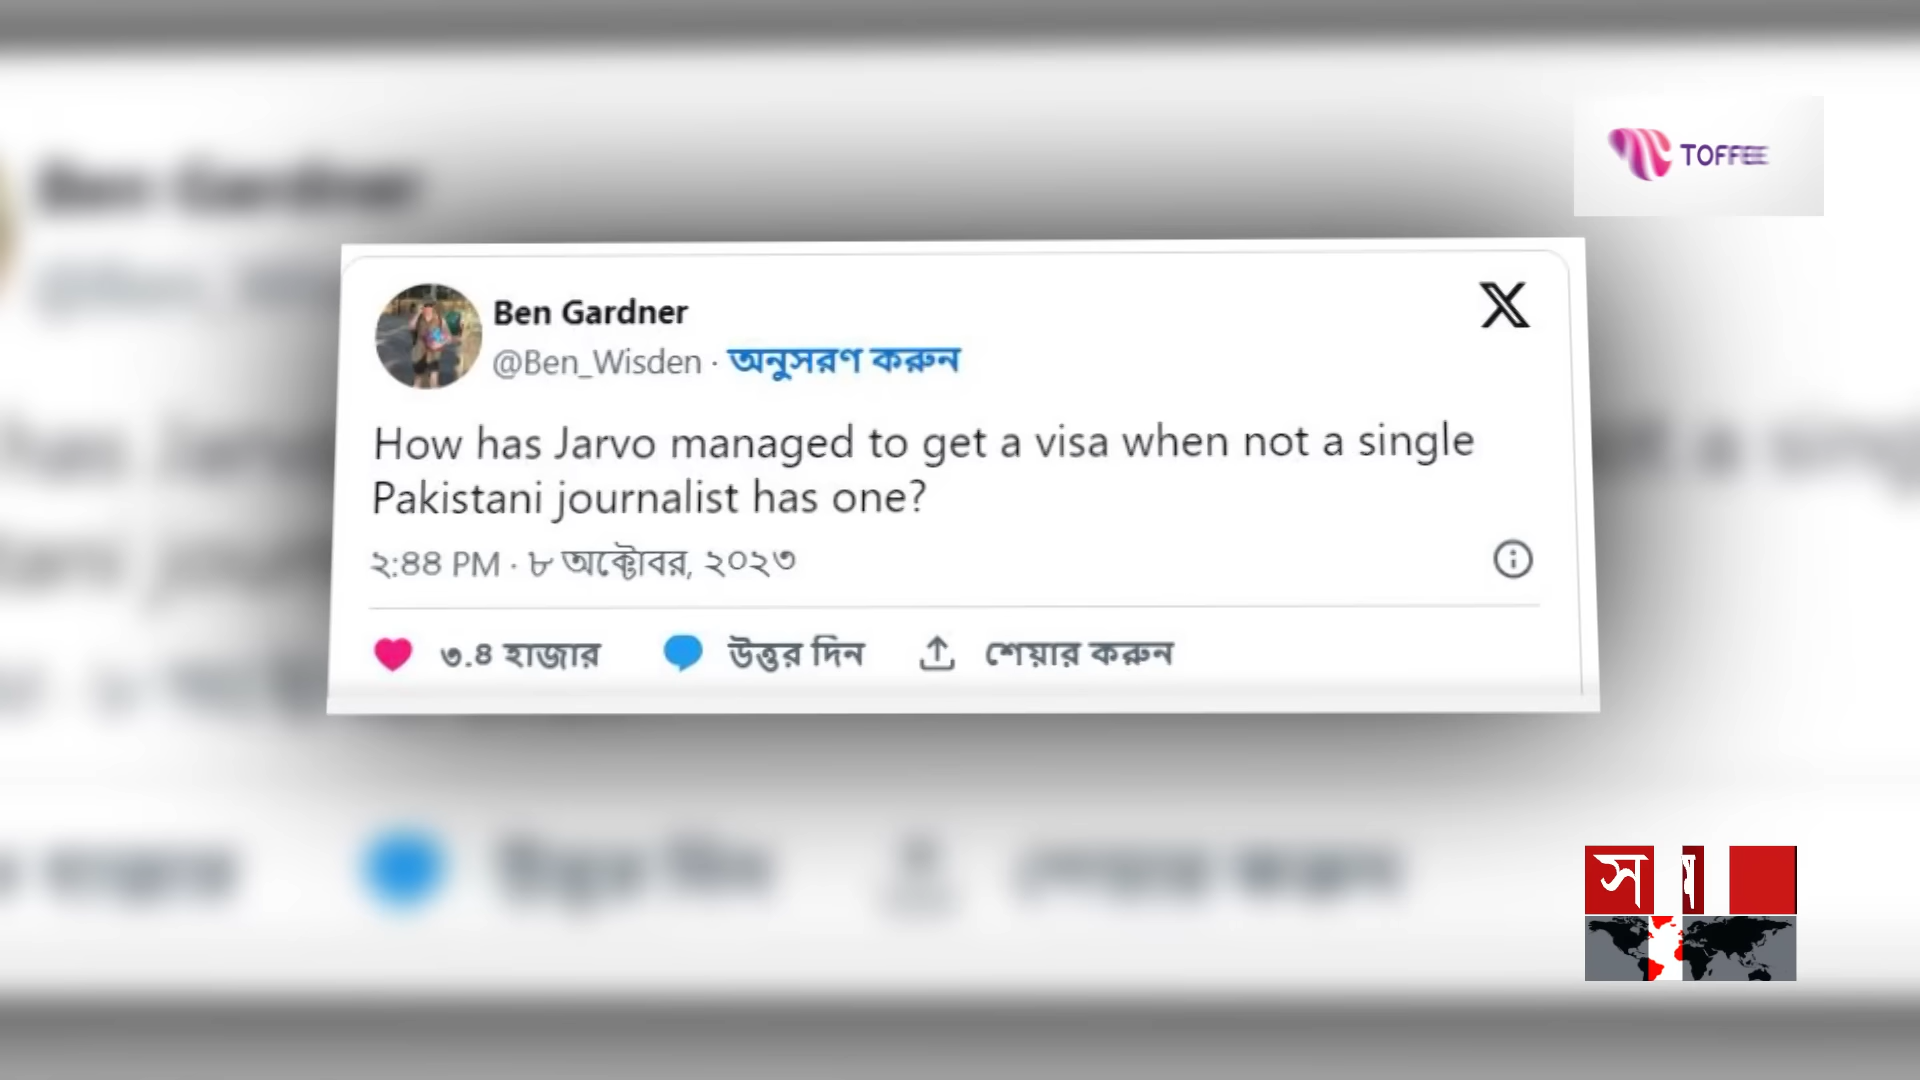 TOFFEE
Ben Gardner
@Ben_Wisden · অনুসরণ করুন
How has Jarvo managed to get a visa when not a single
Pakistani journalist has one?
২:৪৪ PM · ৮ অক্টোবর, ২০২৩
৩.৪ হাজার উত্তর দিন শেয়ার করুন
স